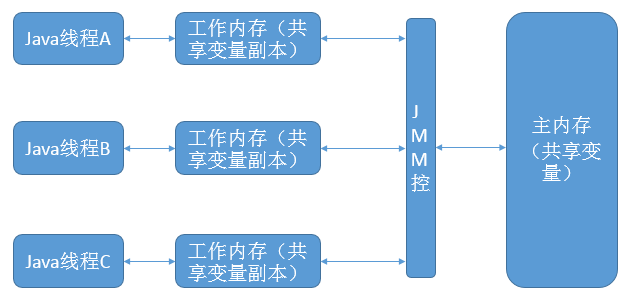 Java线程A
工作内存（共
享变量副本）
Java线程B
工作内存（共
享变量副本）
Java线程C
工作内存（共
享变量副本）
J
M
M
控
主内存
（共享变
量）